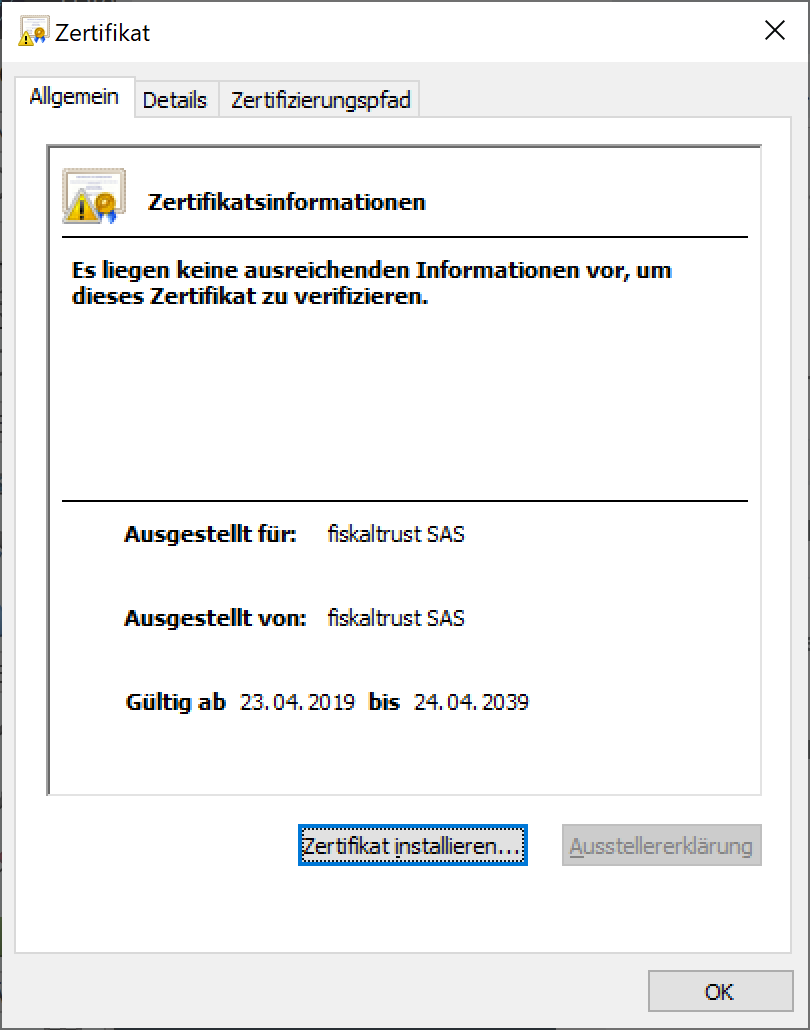 Zertifikat
Allgemein
Details
Zertifizierungspfad
Zertifikatsinformationen
Es liegen keine ausreichenden Informationen vor, um
dieses Zertifikat zu verifizieren.
Ausgestellt für: fiskaltrust SAS
Ausgestellt von: fiskaltrust SAS
Gültig ab 23.04.2019 bis 24.04.2039
Zertifikat installieren...
Ausstellererklärung
OK